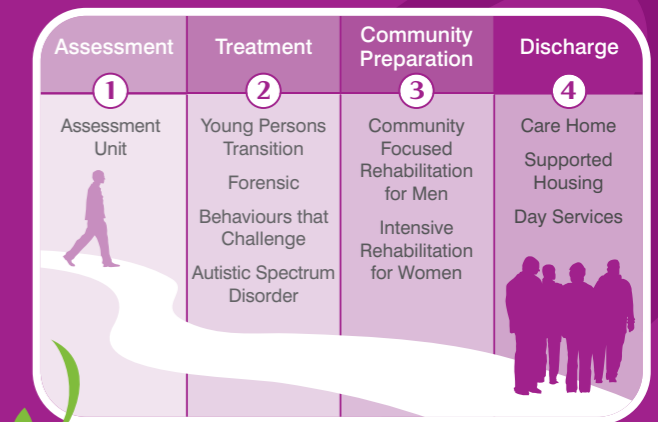 Assessment
1
Assessment
Unit
Treatment
2
Young Persons
Transition
Forensic
Behaviours that
Challenge
Autistic Spectrum
Disorder
Community
Preparation
3
Community
Focused
Rehabilitation
for Men
Intensive
Rehabilitation
for Women
Discharge
4
Care Home
Supported
Housing
Day Services